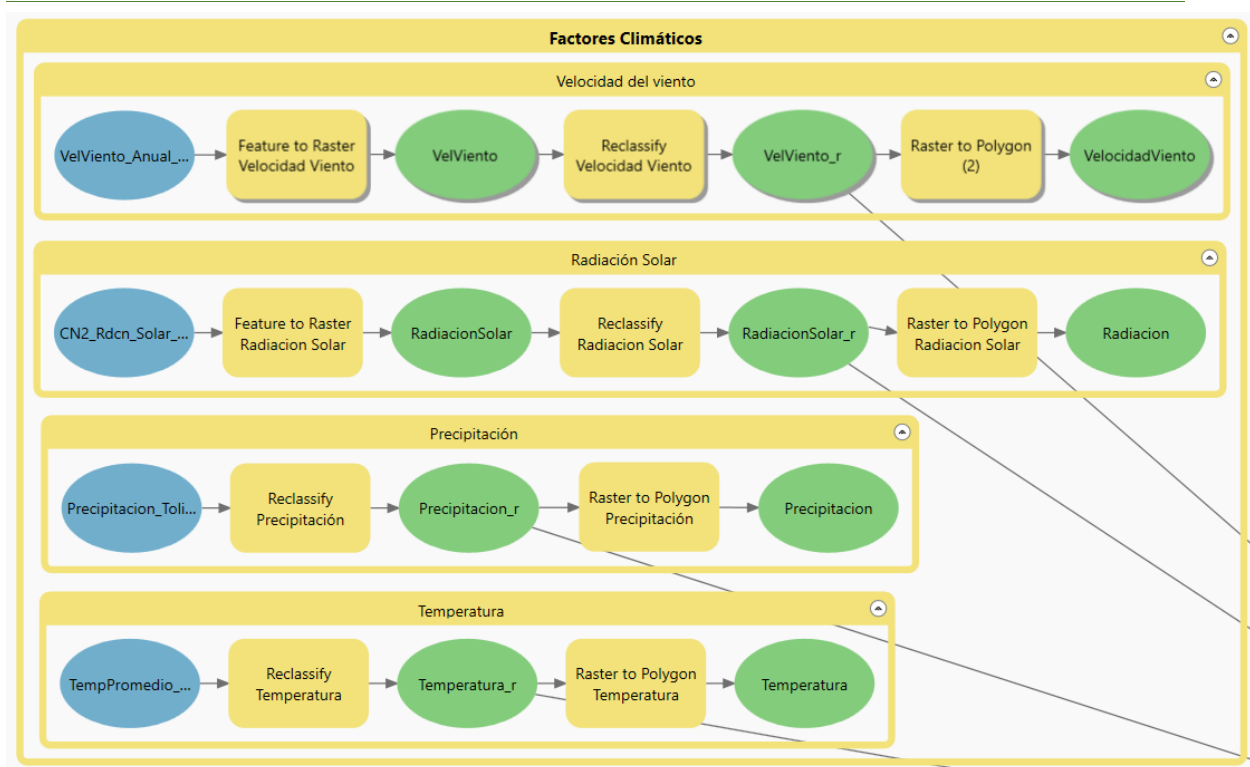 Factores Climáticos
Velocidad del viento
VelViento_Anual_...
Feature to Raster
Velocidad Viento
VelViento
Reclassify
Velocidad Viento
VelViento_r
Raster to Polygon
(2)
VelocidadViento
Radiación Solar
CN2_Rdcn_Solar_...
Feature to Raster
Radiacion Solar
RadiacionSolar
Reclassify
Radiacion Solar
RadiacionSolar_r
Raster to Polygon
Radiacion Solar
Radiacion
Precipitación
Precipitacion_Toli...
Reclassify
Precipitación
Precipitacion_r
Raster to Polygon
Precipitación
Precipitacion
Temperatura
TempPromedio_...
Reclassify
Temperatura
Temperatura_r
Raster to Polygon
Temperatura
Temperatura